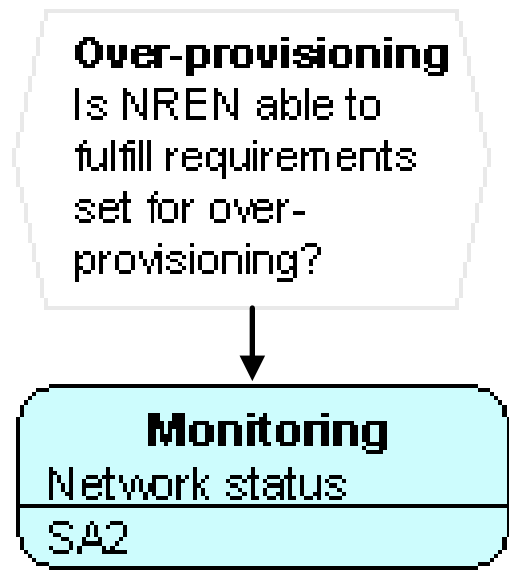 Over-provisioning
Is NREN able to
fulfill requirements
set for over-
provisioning?
Monitoring
Network status
SA2